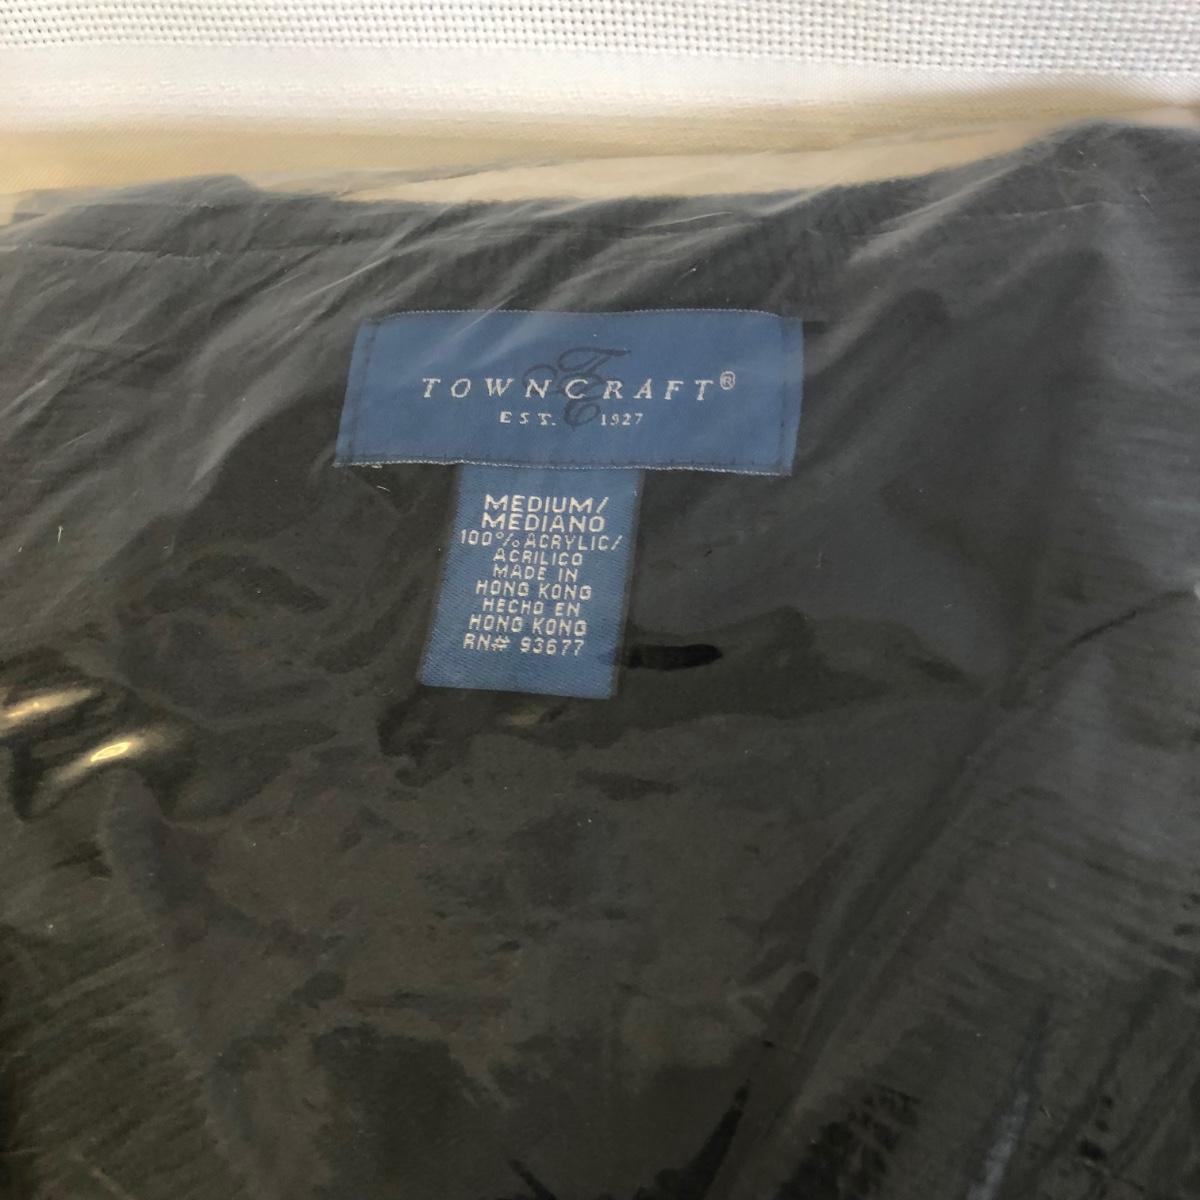 TOWNCRAFT®
EST. 1927
MEDIUM/
MEDIANO
100% ACRYLIC/
ACRILICO
MADE IN
HONG KONG
HECHO EN
HONG KONG
RN# 93677